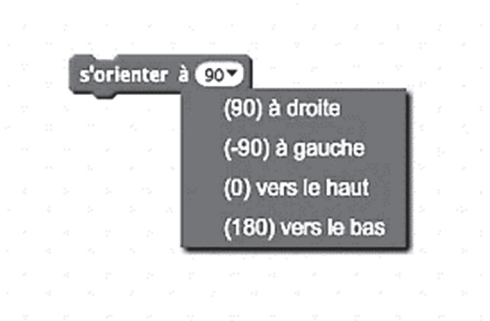 s'orienter à 90
(90) à droite
(-90) à gauche
(0) vers le haut
(180) vers le bas